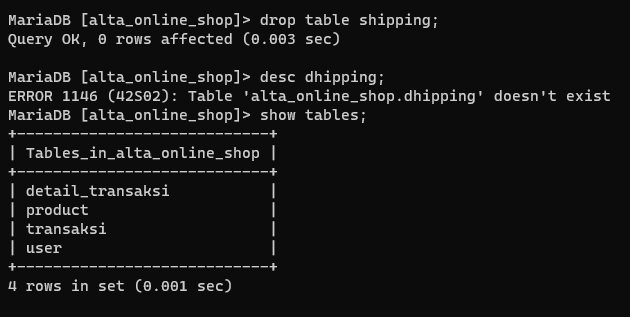 MariaDB [alta_online_shop]> drop table shipping;
Query OK, 0 rows affected (0.003 sec)
MariaDB [alta_online_shop]> desc dhipping;
ERROR 1146 (42S02): Table 'alta_online_shop.dhipping' doesn't exist
MariaDB [alta_online_shop]> show tables;
+----------------------------+
| Tables_in_alta_online_shop |
+----------------------------+
| detail_transaksi           |
| product                    |
| transaksi                  |
| user                       |
+----------------------------+
4 rows in set (0.001 sec)